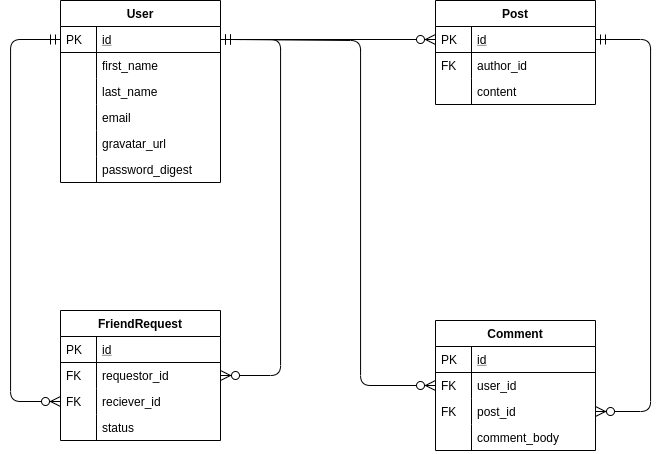 User
PK id
first_name
last_name
email
gravatar_url
password_digest
Post
PK id
FK author_id
content
FriendRequest
PK id
FK requestor_id
FK reciever_id
status
Comment
PK id
FK user_id
FK post_id
comment_body